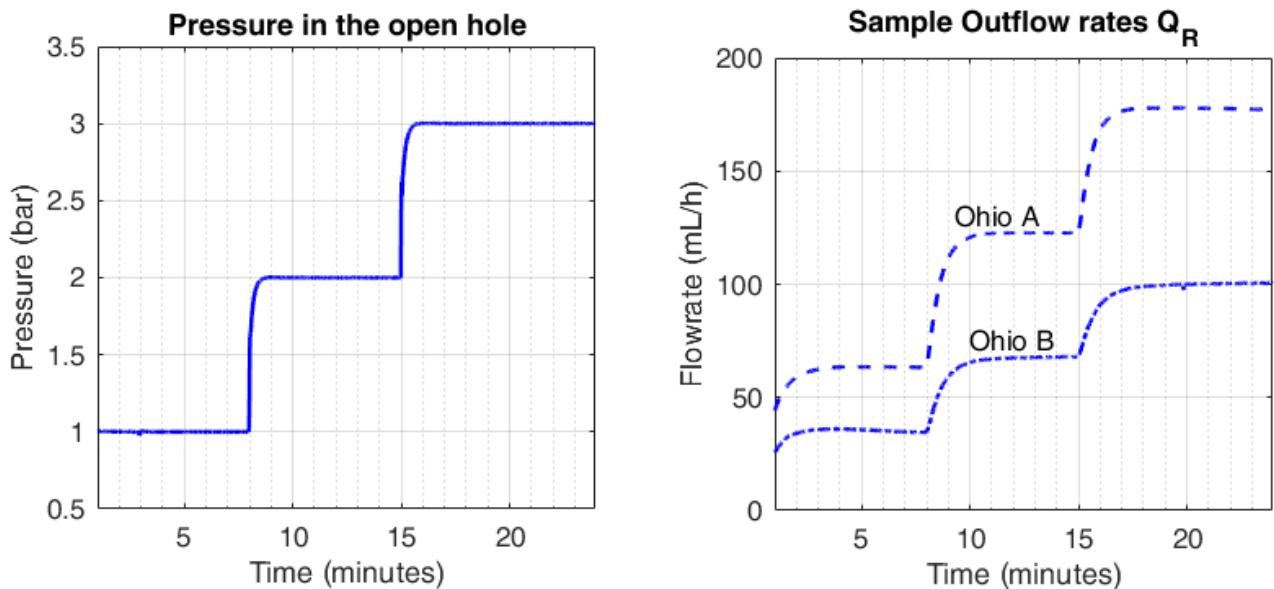 Pressure in the open hole
3.5
3
2.5
2
1.5
1
0.5
Pressure (bar)
5 10 15 20
Time (minutes)
Sample Outflow rates Q_R
200
150
100
50
0
Flowrate (mL/h)
Ohio A
Ohio B
5 10 15 20
Time (minutes)